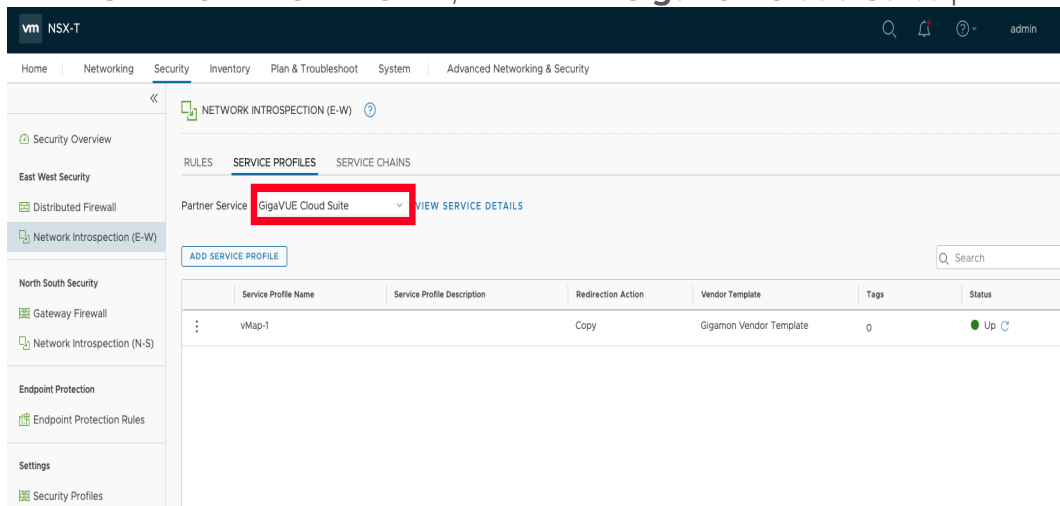 vm NSX-T
admin
Home Networking Security Inventory Plan & Troubleshoot System Advanced Networking & Security
NETWORK INTROSPECTION (E-W)
Security Overview
RULES SERVICE PROFILES SERVICE CHAINS
East West Security
Distributed Firewall
Partner Service GigaVUE Cloud Suite VIEW SERVICE DETAILS
Network Introspection (E-W)
ADD SERVICE PROFILE
Search
North South Security
Service Profile Name Service Profile Description Redirection Action Vendor Template Tags Status
Gateway Firewall
vMap-1 Copy Gigamon Vendor Template 0 Up
Network Introspection (N-S)
Endpoint Protection
Endpoint Protection Rules
Settings
Security Profiles